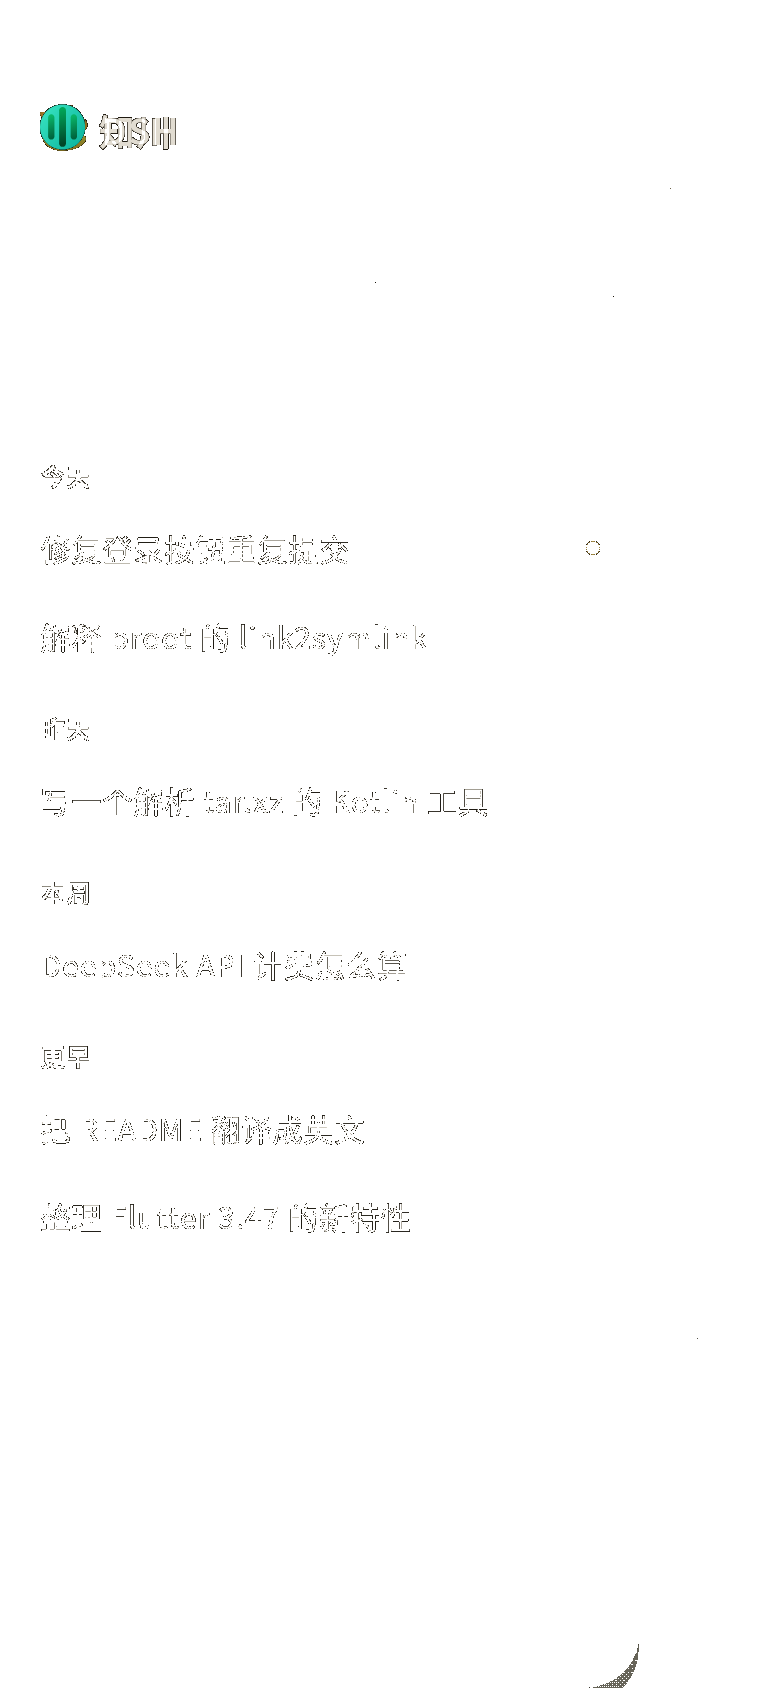 知SH
今天
修复登录按钮重复提交
解释 proot 的 link2symlink
昨天
写一个解析 tar.xz 的 Kotlin 工具
本周
DeepSeek API 计费怎么算
更早
把 README 翻译成英文
整理 Flutter 3.47 的新特性